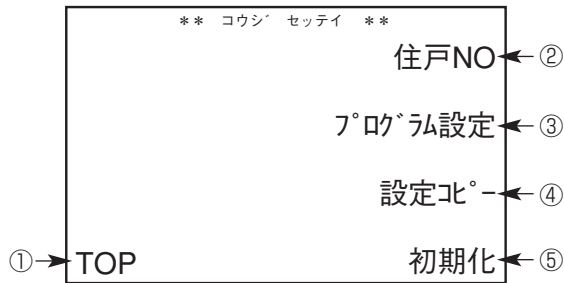 ** コウジ セッテイ **
住戸NO ②
プログラム設定 ③
設定コピー ④
① TOP 初期化 ⑤